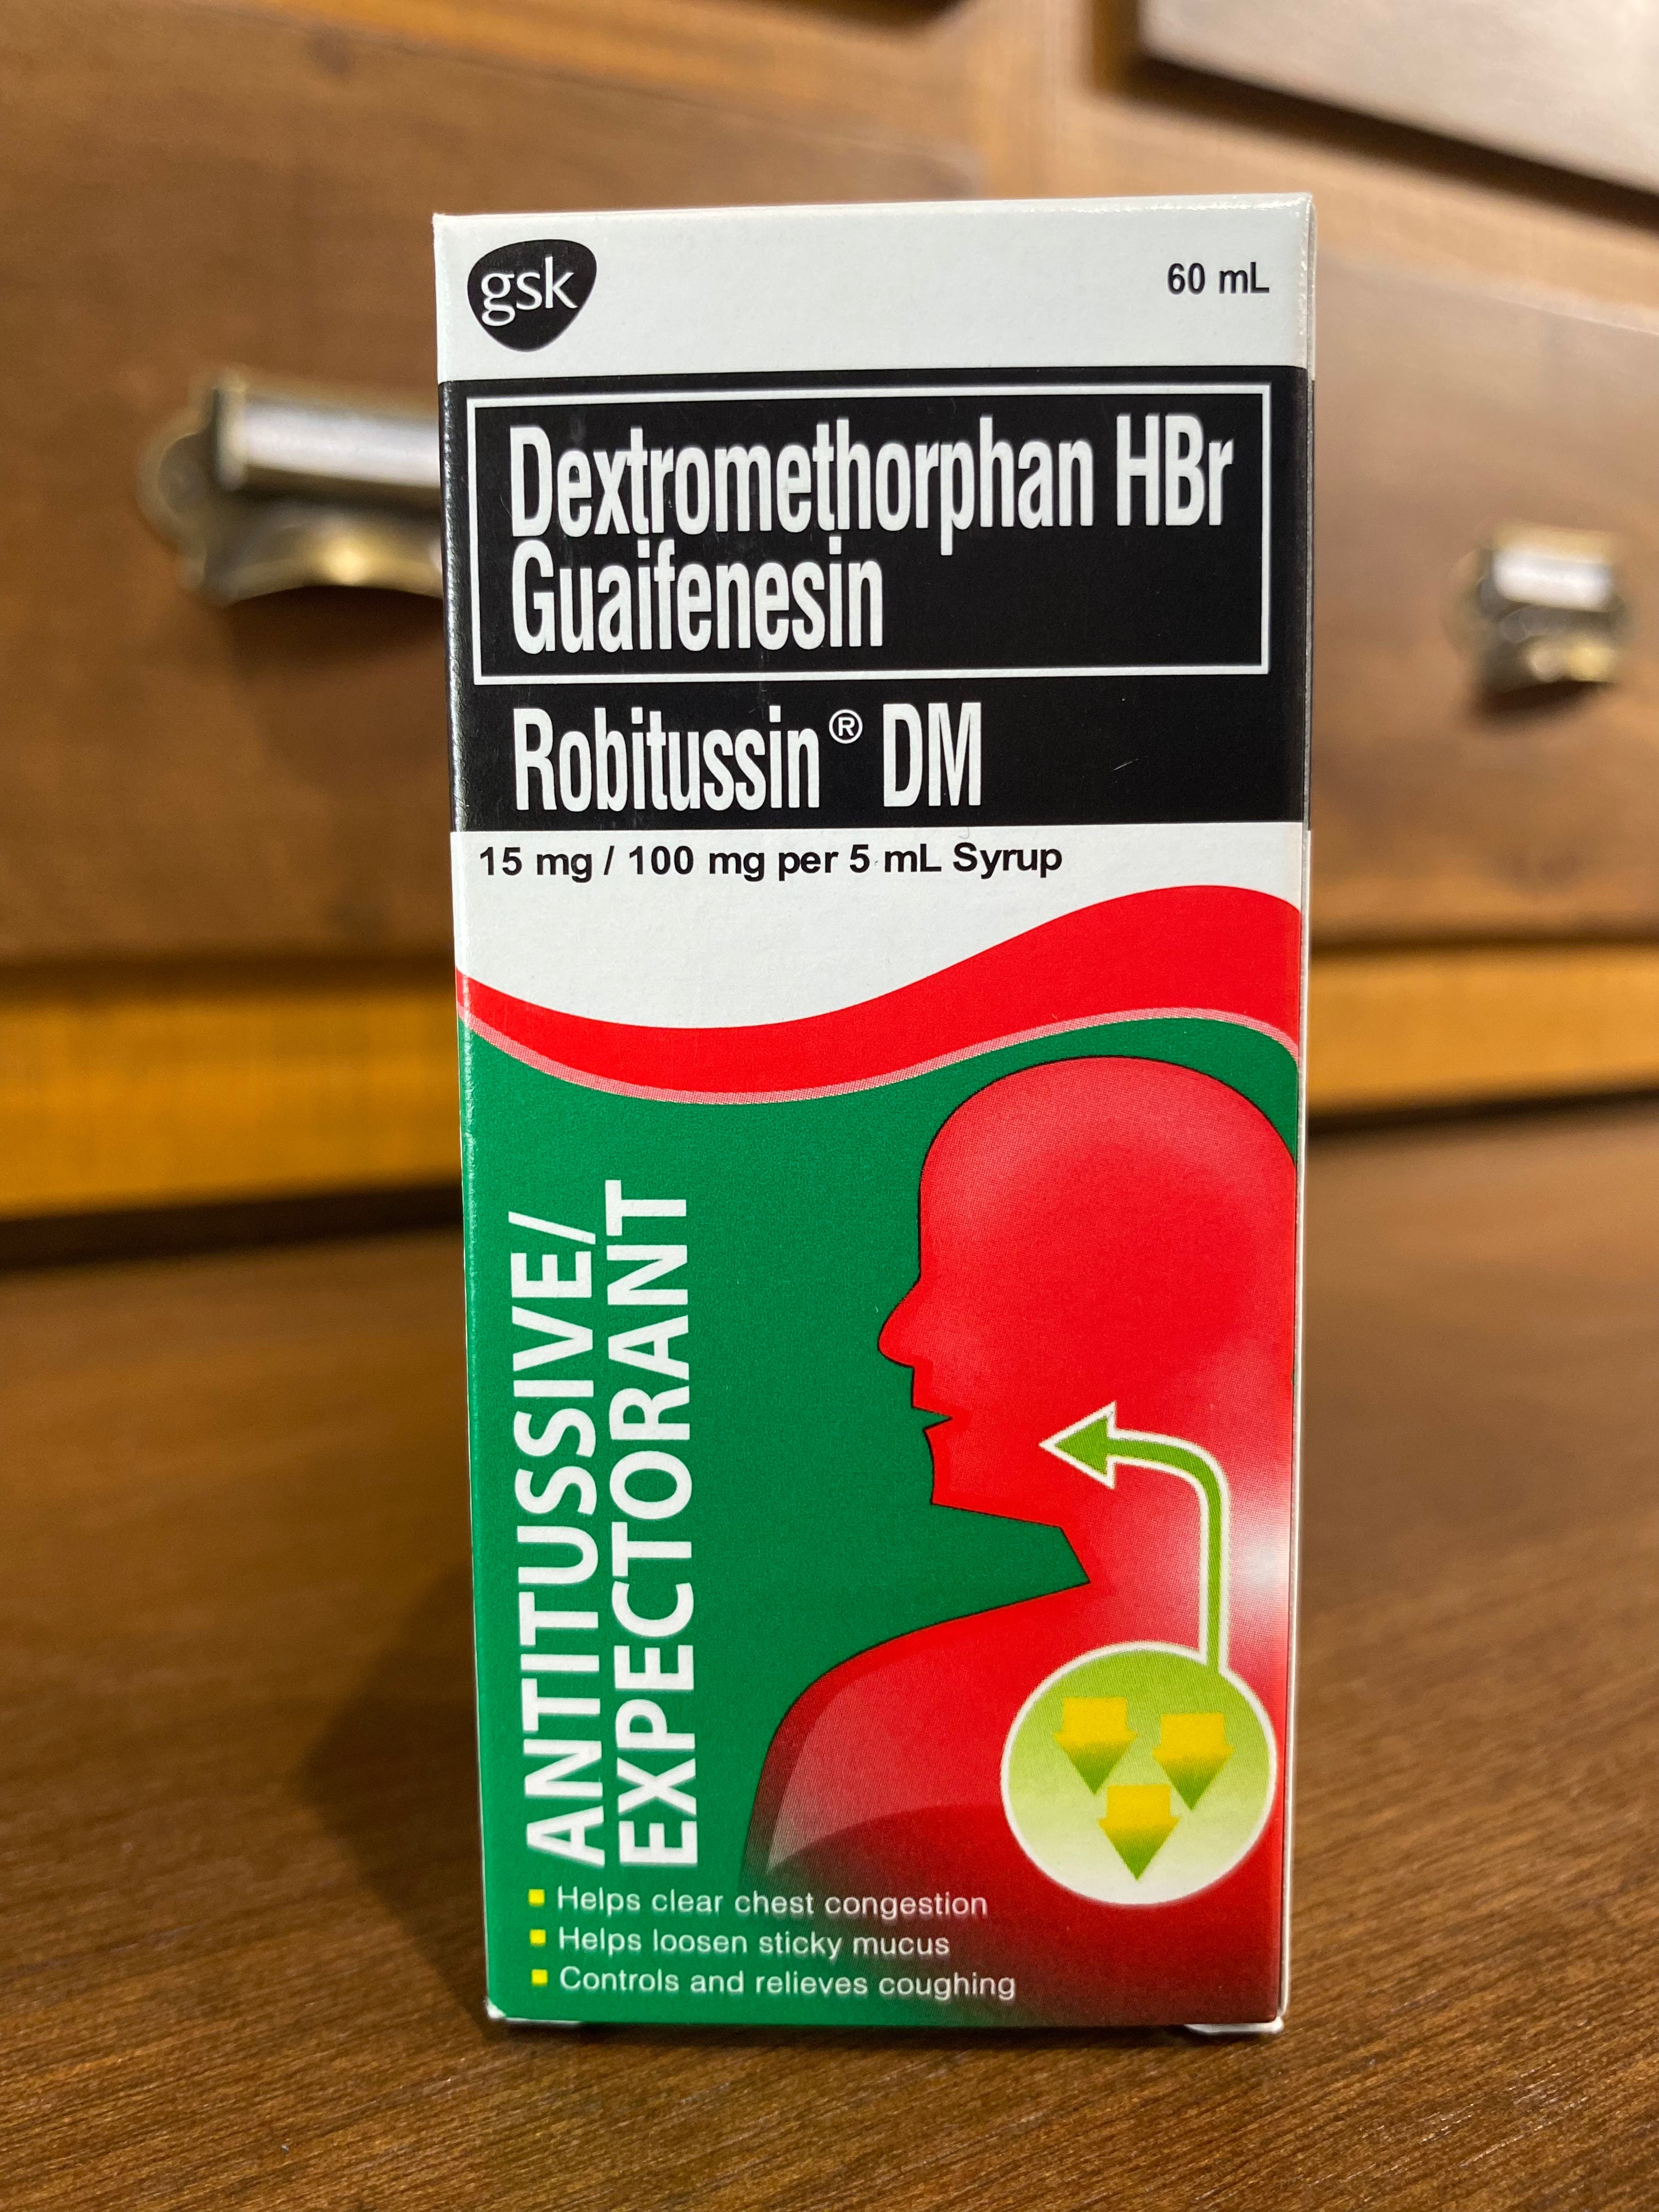 gsk
60 mL
Dextromethorphan HBr
Guaifenesin
Robitussin® DM
15 mg / 100 mg per 5 mL Syrup
ANTITUSSIVE/
EXPECTORANT
Helps clear chest congestion
Helps loosen sticky mucus
Controls and relieves coughing